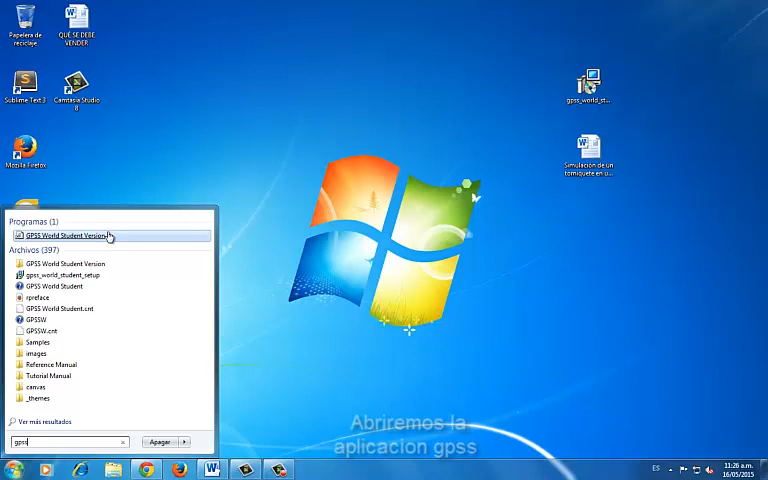 Papelera de
reciclaje
QUÉ SE DEBE
VENDER
Sublime Text 3
Camtasia Studio
8
Mozilla Firefox
gpss_world_st...
Simulacion de un
torniquete en u...
Programas (1)
GPSS World Student Version
Archivos (397)
GPSS World Student Version
gpss_world_student_setup
GPSS World Student
rpreface
GPSS World Student.cnt
GPSSW
GPSSW.cnt
Samples
images
Reference Manual
Tutorial Manual
canvas
_themes
Ver más resultados
gpss
Apagar
Abriremos la
aplicacion gpss
ES
11:26 a.m.
16/05/2015